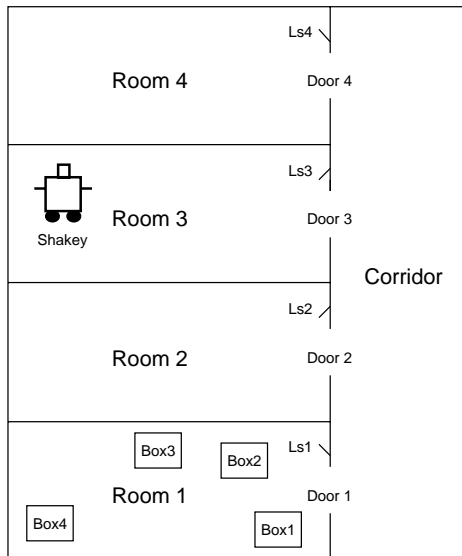 Ls4
Room 4
Door 4
Ls3
Room 3
Door 3
Shakey
Corridor
Ls2
Room 2
Door 2
Box3
Box2
Ls1
Room 1
Door 1
Box4
Box1